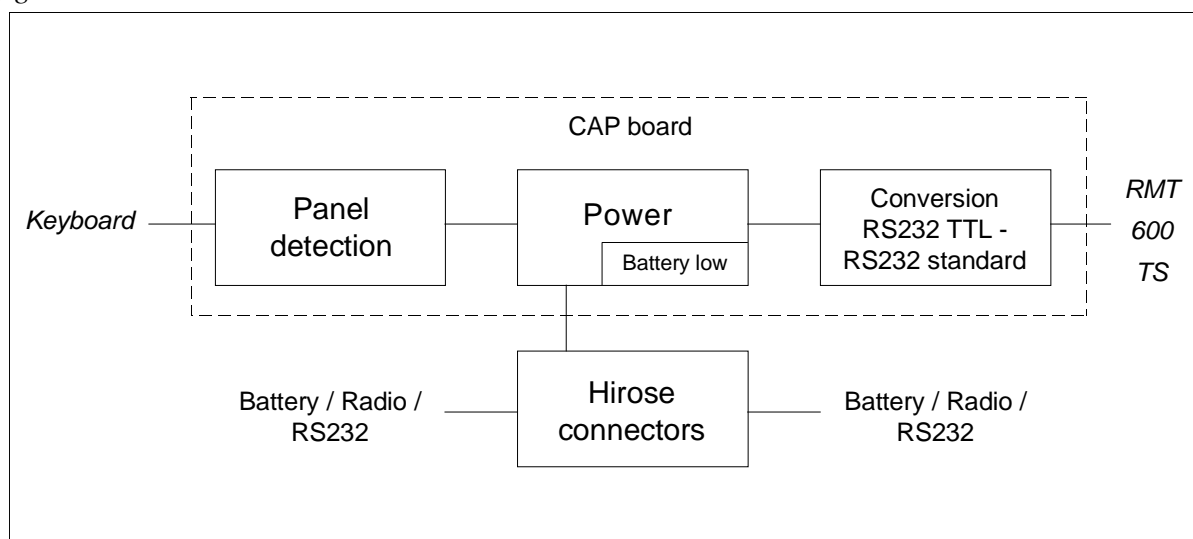 CAP board
Keyboard
Panel
detection
Power
Battery low
Conversion
RS232 TTL -
RS232 standard
RMT
600
TS
Battery / Radio /
RS232
Hirose
connectors
Battery / Radio /
RS232